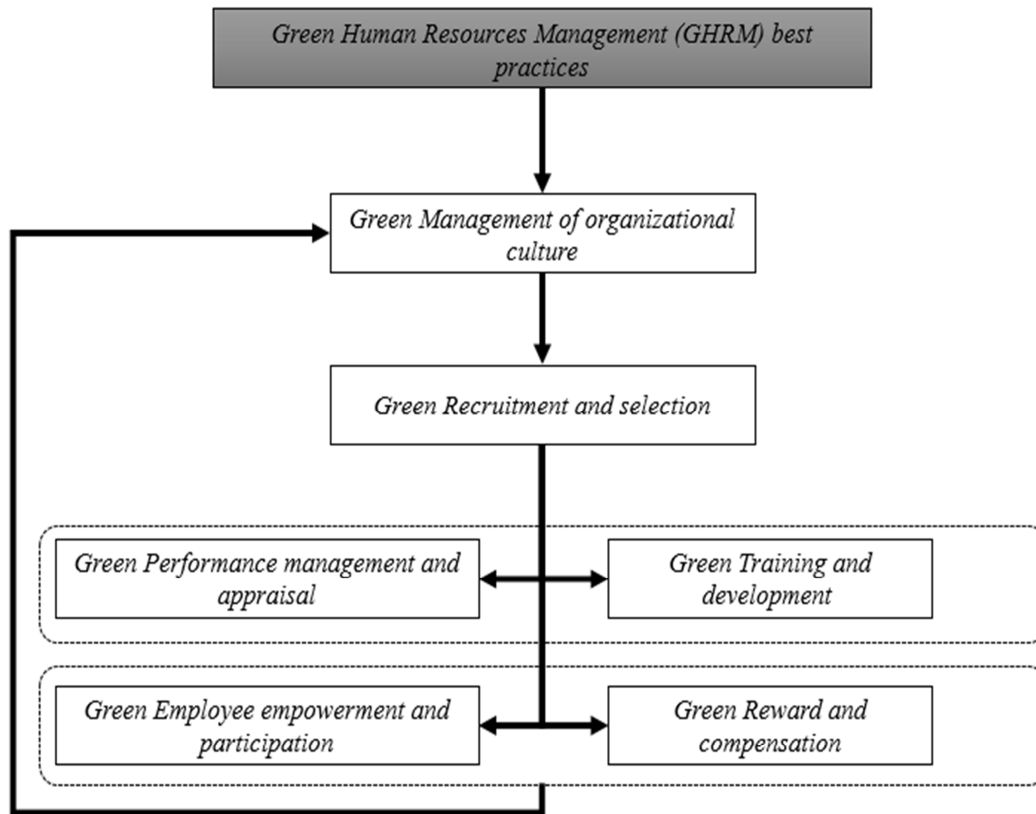 Green Human Resources Management (GHRM) best
practices
Green Management of organizational
culture
Green Recruitment and selection
Green Performance management and
appraisal
Green Training and
development
Green Employee empowerment and
participation
Green Reward and
compensation